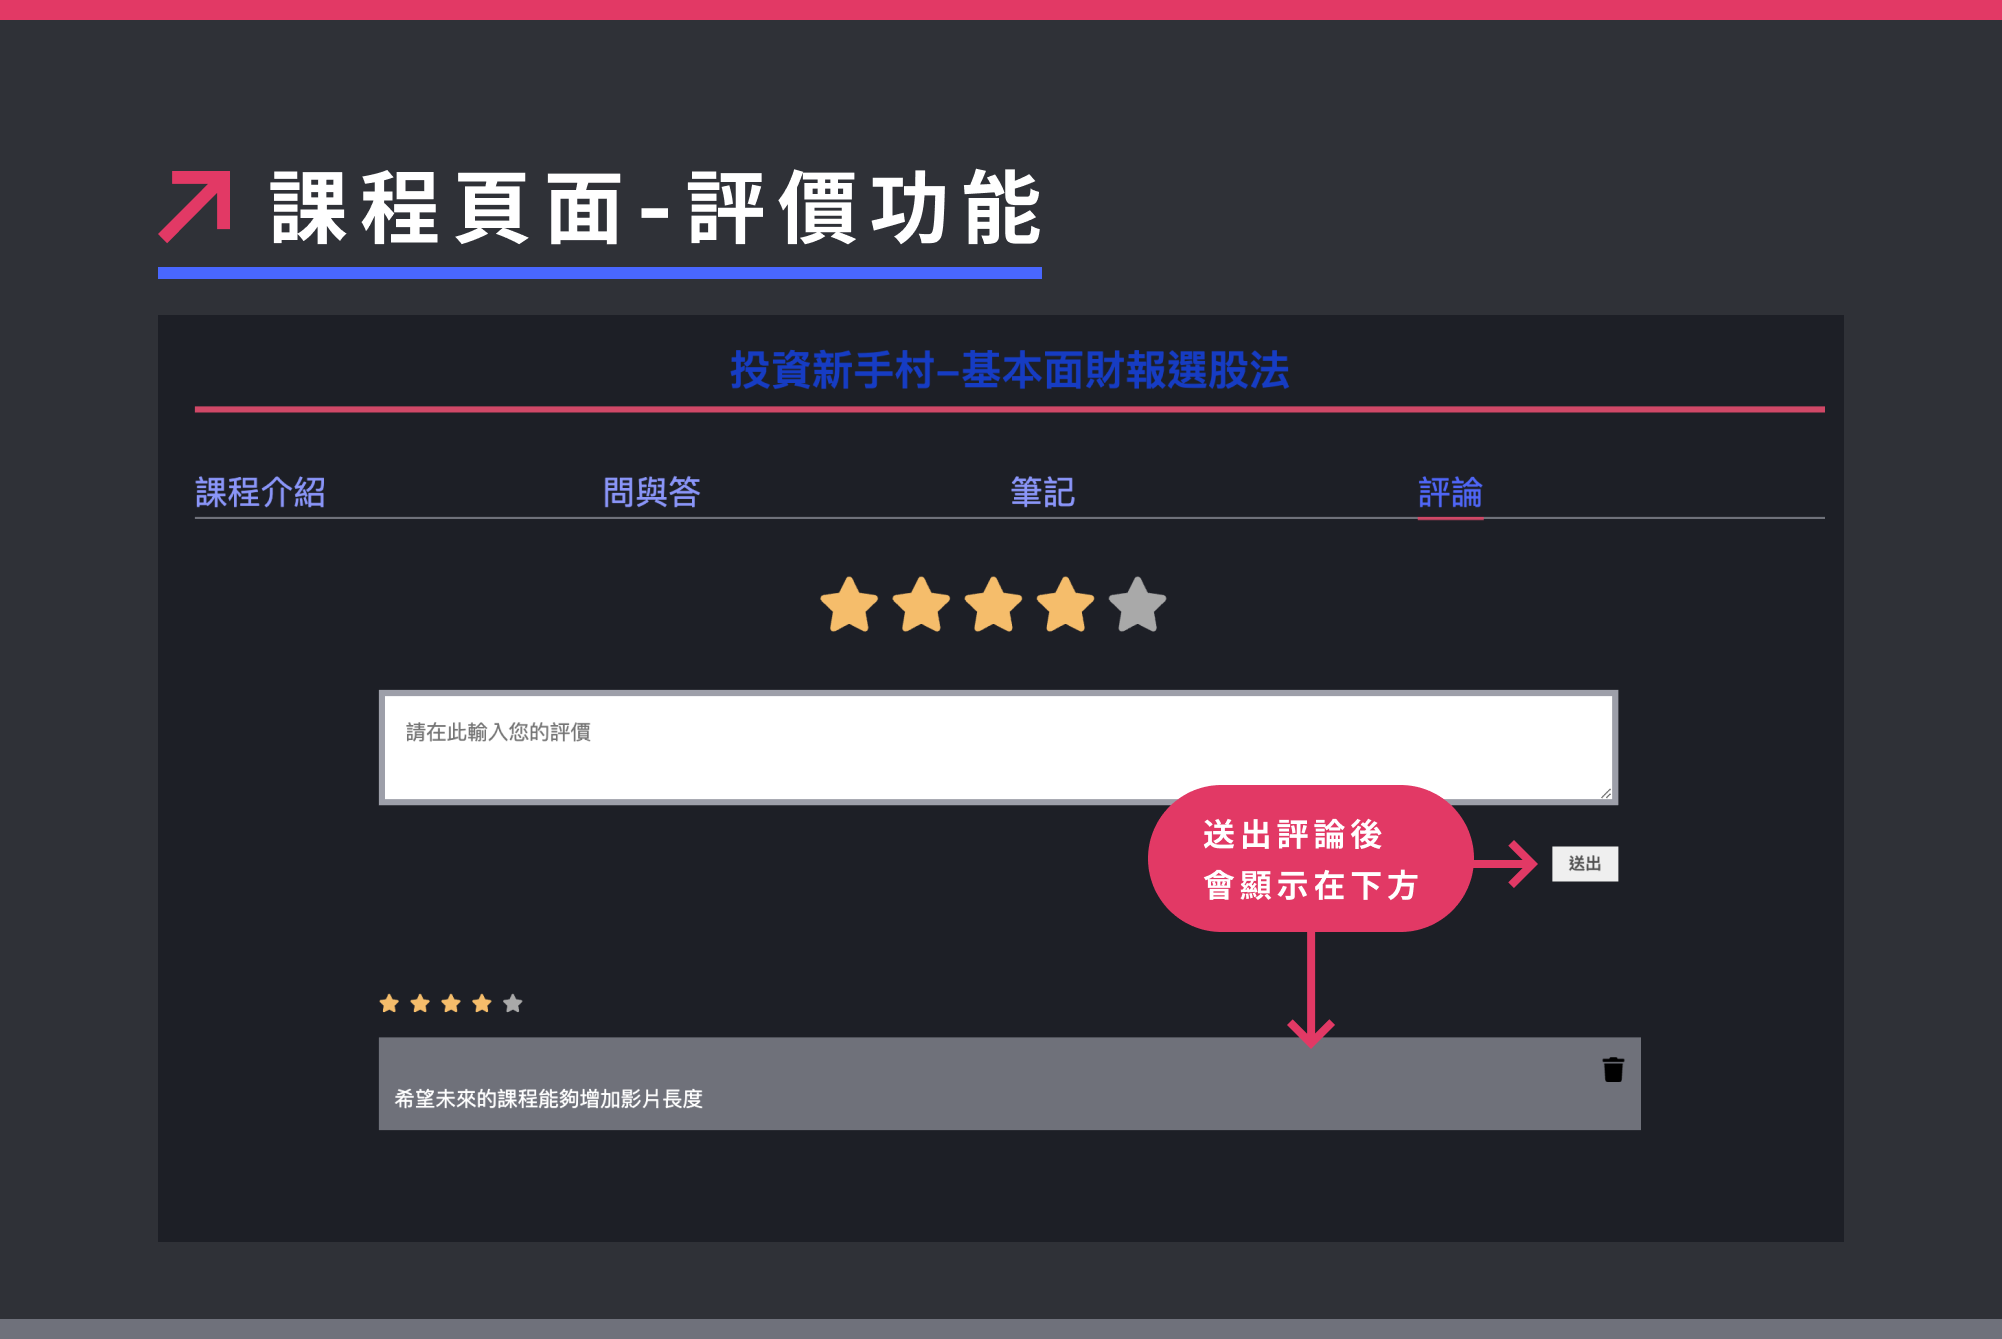 課程頁面-評價功能
投資新手村–基本面財報選股法
課程介紹
問與答
筆記
評論
請在此輸入您的評價
送出評論後
會顯示在下方
送出
希望未來的課程能夠增加影片長度